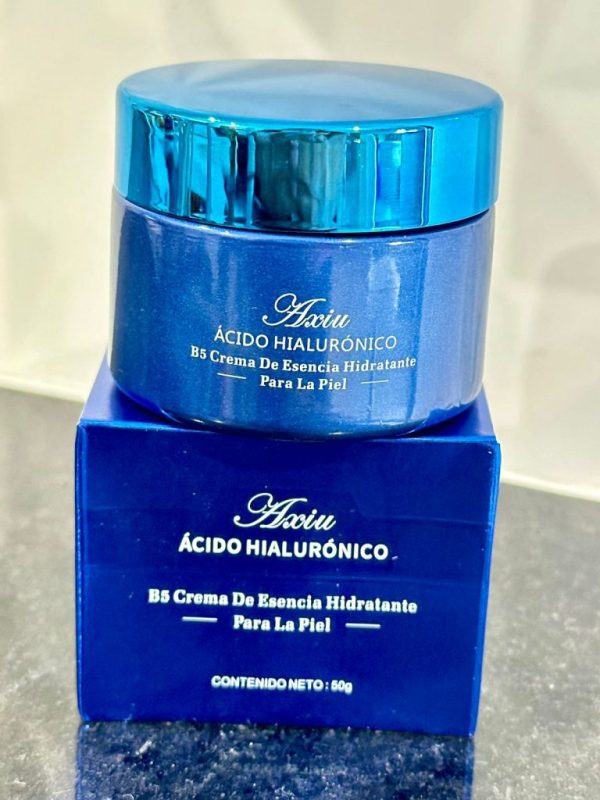 Axiu
ÁCIDO HIALURÓNICO
B5 Crema De Esencia Hidratante
Para La Piel
Axiu
ÁCIDO HIALURÓNICO
B5 Crema De Esencia Hidratante
Para La Piel
CONTENIDO NETO : 50g